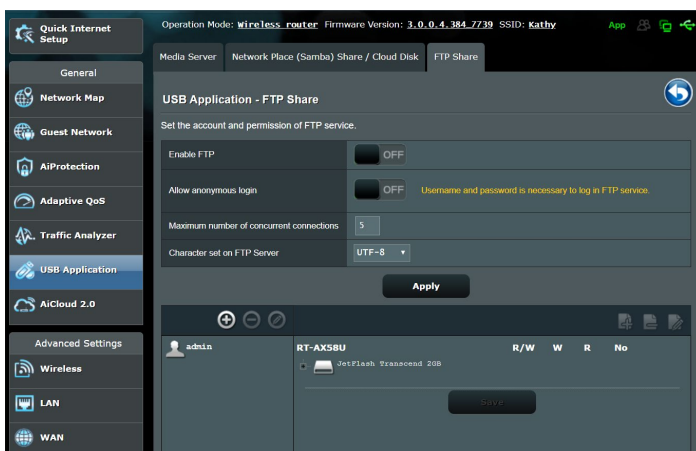 Quick Internet
Setup
Operation Mode: Wireless router Firmware Version: 3.0.0.4.384_7739 SSID: Kathy
App
General
Network Map
Guest Network
AiProtection
Adaptive QoS
Traffic Analyzer
USB Application
AiCloud 2.0
Advanced Settings
Wireless
LAN
WAN
Media Server
Network Place (Samba) Share / Cloud Disk
FTP Share
USB Application - FTP Share
Set the account and permission of FTP service.
Enable FTP
OFF
Allow anonymous login
OFF
Username and password is necessary to log in FTP service.
Maximum number of concurrent connections
5
Character set on FTP Server
UTF-8
Apply
admin
RT-AX58U
R/W W R No
JetFlash Transcend 2GB
Save